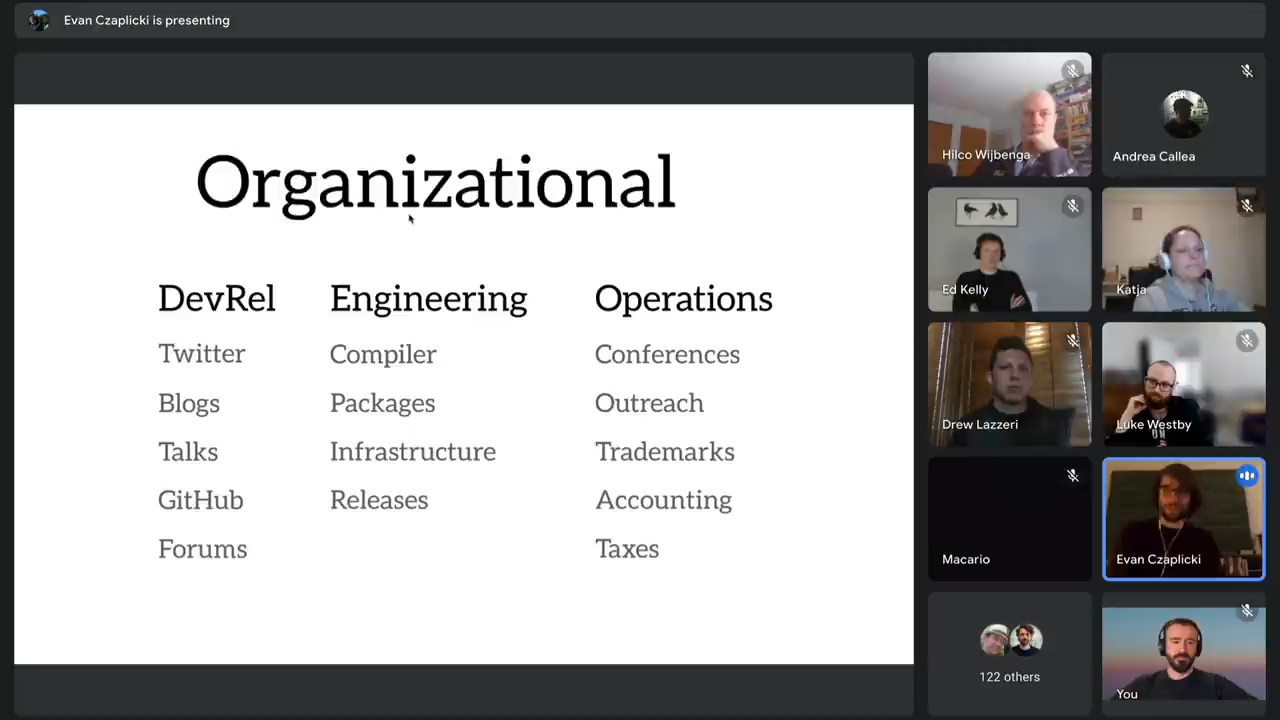 Evan Czaplicki is presenting
Organizational
DevRel Engineering Operations
Twitter Compiler Conferences
Blogs Packages Outreach
Talks Infrastructure Trademarks
GitHub Releases Accounting
Forums Taxes
Hilco Wijbenga
Andrea Callea
Ed Kelly
Katja
Drew Lazzeri
Luke Westby
Macario
Evan Czaplicki
122 others
You